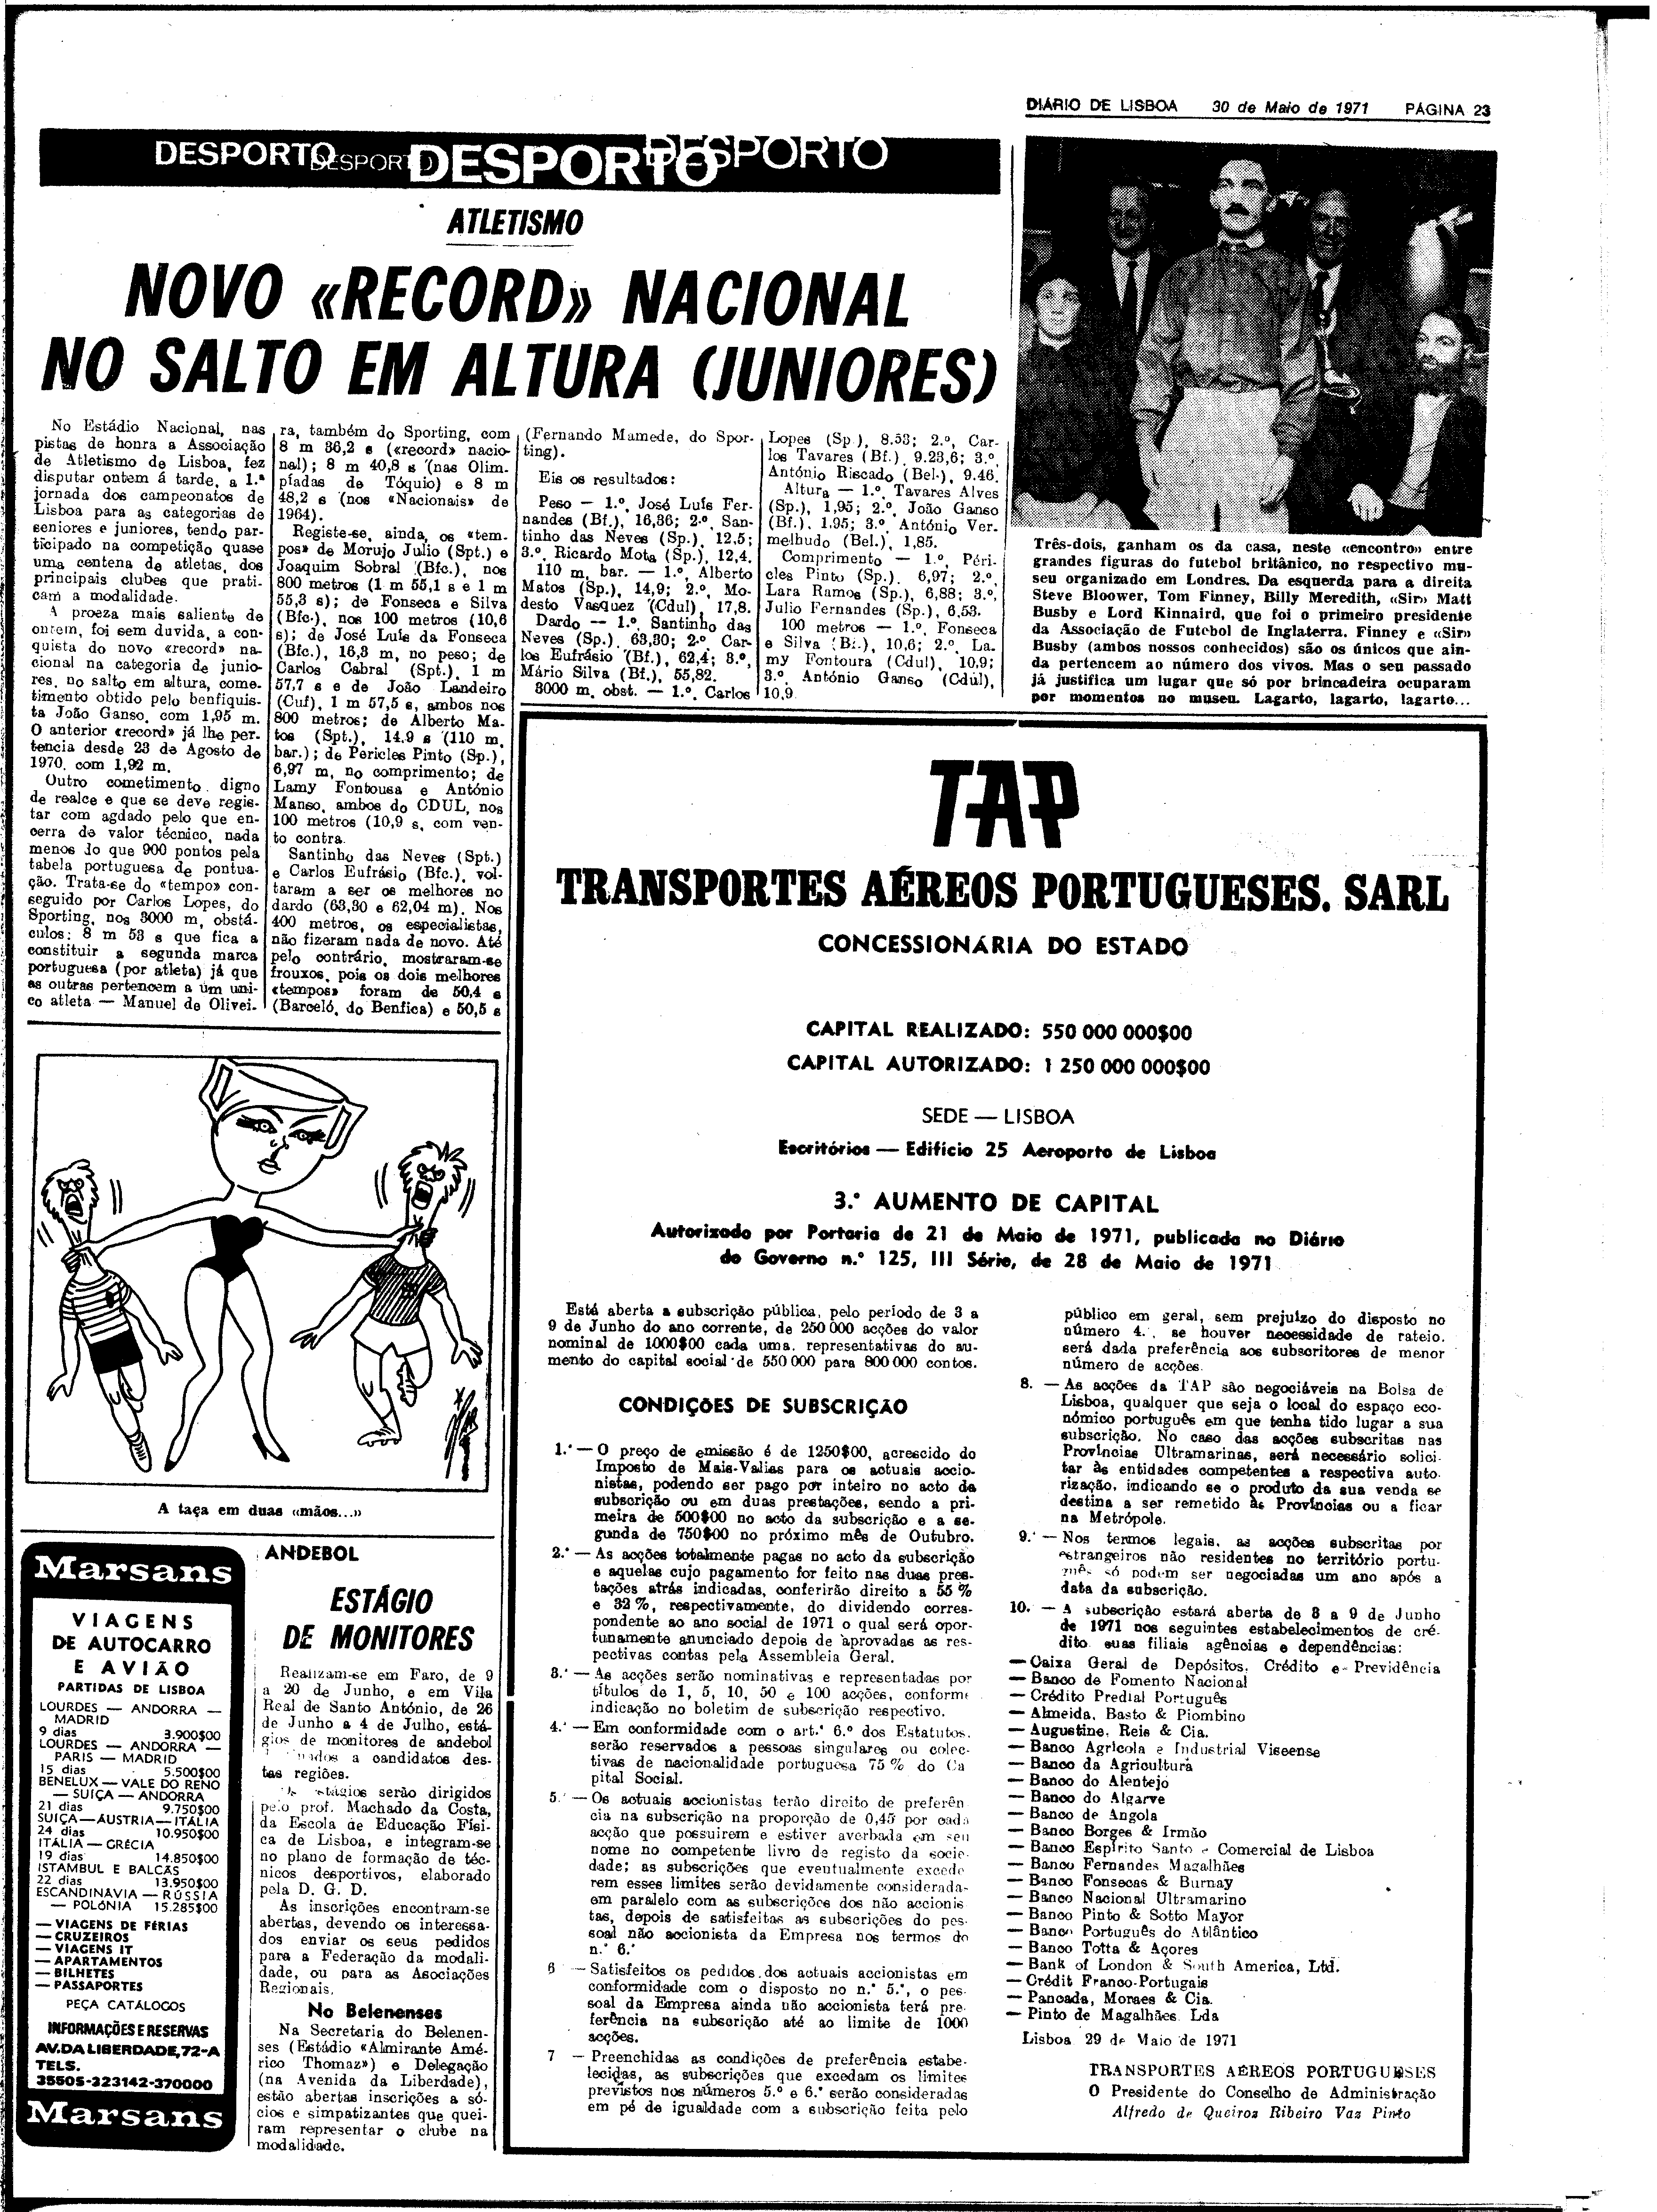 DIÁRIO DE LISBOA 30 de Maio de 1971 PÁGINA 23
DESPORTO DESPORTO DESPORTO DESPORTO
ATLETISMO
NOVO «RECORD» NACIONAL
NO SALTO EM ALTURA (JUNIORES)
No Estádio Nacional, nas
pistas de honra a Associação
de Atletismo de Lisboa, fez
disputar ontem á tarde, a 1.ª
jornada dos campeonatos de
Lisboa para as categorias de
seniores e juniores, tendo par-
ticipado na competição quase
uma centena de atletas, dos
principais clubes que prati-
cam a modalidade.
A proeza mais saliente de
ontem, foi sem duvida, a con-
quista do novo «record» na-
cional na categoria de junio-
res, no salto em altura, come-
timento obtido pelo benfiquis-
ta João Ganso, com 1,95 m.
O anterior «record» já lhe per-
tencia desde 23 de Agosto de
1970, com 1,92 m.
Outro cometimento digno
de realce e que se deve regis-
tar com agdado pelo que en-
cerra de valor técnico, nada
menos do que 900 pontos pela
tabela portuguesa de pontua-
ção. Trata-se do «tempo» con-
seguido por Carlos Lopes, do
Sporting, nos 3000 m, obstá-
culos: 8 m 53 s que fica a
constituir a segunda marca
portuguesa (por atleta) já que
as outras pertencem a um uni-
co atleta — Manuel de Olivei-
ra, também do Sporting, com
8 m 36,2 s («record» nacio-
nal); 8 m 40,8 s (nas Olim-
píadas de Tóquio) e 8 m
48,2 s (nos «Nacionais» de
1964).
Registe-se, ainda, os «tem-
pos» de Morujo Julio (Spt.) e
Joaquim Sobral (Bfc.), nos
800 metros (1 m 55,1 s e 1 m
55,3 s); de Fonseca e Silva
(Bfc.), nos 100 metros (10,6
s); de José Luís da Fonseca
(Bfc.), 16,3 m, no peso; de
Carlos Cabral (Spt.), 1 m
57,7 s e de João Landeiro
(Cuf), 1 m 57,5 s, ambos nos
800 metros; de Alberto Ma-
tos (Spt.), 14.9 s (110 m,
bar.); de Péricles Pinto (Sp.),
6,97 m, no comprimento; de
Lamy Fontousa e António
Manso, ambos do CDUL, nos
100 metros (10,9 s, com ven-
to contra.
Santinho das Neves (Spt.)
e Carlos Eufrásio (Bfc.), vol-
taram a ser os melhores no
dardo (63,30 e 62,04 m). Nos
400 metros, os especialistas,
não fizeram nada de novo. Até
pelo contrário, mostraram-se
frouxos, pois os dois melhores
«tempos» foram de 50,4 s
(Barceló, do Benfica) e 50,5 s
(Fernando Mamede, do Spor-
ting).
Eis os resultados:
Peso — 1.º, José Luís Fer-
nandes (Bf.), 16,36; 2.º, San-
tinho das Neves (Sp.), 12,5;
3.º, Ricardo Mota (Sp.), 12,4.
110 m, bar. — 1.º, Alberto
Matos (Sp.), 14,9; 2.º, Mo-
desto Vasquez (Cdul), 17,8.
Dardo — 1.º, Santinho das
Neves (Sp.), 63,30; 2.º Car-
los Eufrásio (Bf.), 62,4; 3.º,
Mário Silva (Bf.), 55,82.
3000 m, obst. — 1.º, Carlos
Lopes (Sp.), 8.53; 2.º, Car-
los Tavares (Bf.), 9.23,6; 3.º,
António Riscado (Bel.), 9.46.
Altura — 1.º, Tavares Alves
(Sp.), 1,95; 2.º, João Ganso
(Bf.), 1,95; 3.º, António Ver-
melhudo (Bel.), 1,85.
Comprimento — 1.º, Péri-
cles Pinto (Sp.), 6,97; 2.º,
Lara Ramos (Sp.), 6,88; 3.º,
Julio Fernandes (Sp.), 6,53.
100 metros — 1.º, Fonseca
e Silva (Bf.), 10,6; 2.º, La-
my Fontoura (Cdul), 10,9;
3.º, António Ganso (Cdul),
10,9.
Três-dois, ganham os da casa, neste «encontro» entre
grandes figuras do futebol britânico, no respectivo mu-
seu organizado em Londres. Da esquerda para a direita
Steve Bloower, Tom Finney, Billy Meredith, «Sir» Matt
Busby e Lord Kinnaird, que foi o primeiro presidente
da Associação de Futebol de Inglaterra. Finney e «Sir»
Busby (ambos nossos conhecidos) são os únicos que ain-
da pertencem ao número dos vivos. Mas o seu passado
já justifica um lugar que só por brincadeira ocuparam
por momentos no museu. Lagarto, lagarto, lagarto...
A taça em duas «mãos...»
Marsans
VIAGENS
DE AUTOCARRO
E AVIÃO
PARTIDAS DE LISBOA
LOURDES — ANDORRA —
MADRID
9 dias 3.900$00
LOURDES — ANDORRA —
PARIS — MADRID
15 dias 5.500$00
BENELUX — VALE DO RENO
— SUIÇA — ANDORRA
21 dias 9.750$00
SUIÇA — AUSTRIA — ITÁLIA
24 dias 10.950$00
ITÁLIA — GRÉCIA
19 dias 14.850$00
ISTAMBUL E BALCÃS
22 dias 13.950$00
ESCANDINÁVIA — RÚSSIA
— POLÓNIA 15.285$00
— VIAGENS DE FÉRIAS
— CRUZEIROS
— VIAGENS IT
— APARTAMENTOS
— BILHETES
— PASSAPORTES
PEÇA CATÁLOGOS
INFORMAÇÕES E RESERVAS
AV. DA LIBERDADE, 72-A
TELS.
35505-323142-370000
Marsans
ANDEBOL
ESTÁGIO
DE MONITORES
Realizam-se em Faro, de 9
a 20 de Junho, e em Vila
Real de Santo António, de 26
de Junho a 4 de Julho, está-
gios de monitores de andebol
a candidatos des-
tas regiões.
estágios serão dirigidos
pelo prof. Machado da Costa,
da Escola de Educação Físi-
ca de Lisboa, e integram-se
no plano de formação de téc-
nicos desportivos, elaborado
pela D. G. D.
As inscrições encontram-se
abertas, devendo os interessa-
dos enviar os seus pedidos
para a Federação da modali-
dade, ou para as Asociações
Regionais.
No Belenenses
Na Secretaria do Belenen-
ses (Estádio «Almirante Amé-
rico Thomaz») e Delegação
(na Avenida da Liberdade),
estão abertas inscrições a só-
cios e simpatizantes que quei-
ram representar o clube na
modalidade.
TAP
TRANSPORTES AÉREOS PORTUGUESES. SARL
CONCESSIONÁRIA DO ESTADO
CAPITAL REALIZADO: 550 000 000$00
CAPITAL AUTORIZADO: 1 250 000 000$00
SEDE — LISBOA
Escritórios — Edifício 25 Aeroporto de Lisboa
3.º AUMENTO DE CAPITAL
Autorizado por Portaria de 21 de Maio de 1971, publicada no Diário
do Governo n.º 125, III Série, de 28 de Maio de 1971
Está aberta a subscrição pública, pelo período de 3 a
9 de Junho do ano corrente, de 250 000 acções do valor
nominal de 1000$00 cada uma, representativas do au-
mento do capital social de 550 000 para 800 000 contos.
CONDIÇÕES DE SUBSCRIÇÃO
1.º — O preço de emissão é de 1250$00, acrescido do
Imposto de Mais-Valias para os actuais accio-
nistas, podendo ser pago por inteiro no acto da
subscrição ou em duas prestações, sendo a pri-
meira de 500$00 no acto da subscrição e a se-
gunda de 750$00 no próximo mês de Outubro.
2.º — As acções totalmente pagas no acto da subscrição
e aquelas cujo pagamento for feito nas duas pres-
tações atrás indicadas, conferirão direito a 55 %
e 32 %, respectivamente, do dividendo corres-
pondente ao ano social de 1971 o qual será opor-
tunamente anunciado depois de aprovadas as res-
pectivas contas pela Assembleia Geral.
3.º — As acções serão nominativas e representadas por
títulos de 1, 5, 10, 50 e 100 acções, conforme
indicação no boletim de subscrição respectivo.
4.º — Em conformidade com o art.º 6.º dos Estatutos,
serão reservados a pessoas singulares ou colec-
tivas de nacionalidade portuguesa 75 % do Ca
pital Social.
5.º — Os actuais accionistas terão direito de preferên
cia na subscrição na proporção de 0,45 por cada
acção que possuirem e estiver averbada em seu
nome no competente livro de registo da socie-
dade; as subscrições que eventualmente excede
rem esses limites serão devidamente considerada-
em paralelo com as subscrições dos não accionis
tas, depois de satisfeitas as subscrições do pes-
soal não accionista da Empresa nos termos do
n.º 6.º
6 — Satisfeitos os pedidos dos actuais accionistas em
conformidade com o disposto no n.º 5.º, o pes-
soal da Empresa ainda não accionista terá pre-
ferência na subscrição até ao limite de 1000
acções.
7 — Preenchidas as condições de preferência estabe-
lecidas, as subscrições que excedam os limites
previstos nos números 5.º e 6.º serão consideradas
em pé de igualdade com a subscrição feita pelo
público em geral, sem prejuízo do disposto no
número 4.º, se houver necessidade de rateio,
será dada preferência aos subscritores de menor
número de acções.
8. — As acções da TAP são negociáveis na Bolsa de
Lisboa, qualquer que seja o local do espaço eco-
nómico português em que tenha tido lugar a sua
subscrição. No caso das acções subscritas nas
Províncias Ultramarinas, será necessário solici-
tar às entidades competentes a respectiva auto-
rização, indicando se o produto da sua venda se
destina a ser remetido às Províncias ou a ficar
na Metrópole.
9.º — Nos termos legais, as acções subscritas por
estrangeiros não residentes no território portu-
guês só podem ser negociadas um ano após a
data da subscrição.
10. — A subscrição estará aberta de 3 a 9 de Junho
de 1971 nos seguintes estabelecimentos de cré-
dito suas filiais agências e dependências:
— Caixa Geral de Depósitos, Crédito e Previdência
— Banco de Fomento Nacional
— Crédito Predial Português
— Almeida, Basto & Piombino
— Augustine, Reis & Cia.
— Banco Agrícola e Industrial Viseense
— Banco da Agricultura
— Banco do Alentejo
— Banco do Algarve
— Banco de Angola
— Banco Borges & Irmão
— Banco Espírito Santo e Comercial de Lisboa
— Banco Fernandes Magalhães
— Banco Fonsecas & Burnay
— Banco Nacional Ultramarino
— Banco Pinto & Sotto Mayor
— Banco Português do Atlântico
— Banco Totta & Açores
— Bank of London & South America, Ltd.
— Crédit Franco-Portugais
— Pancada, Moraes & Cia.
— Pinto de Magalhães, Lda
Lisboa 29 de Maio de 1971
TRANSPORTES AÉREOS PORTUGUESES
O Presidente do Conselho de Administração
Alfredo de Queiroz Ribeiro Vaz Pinto